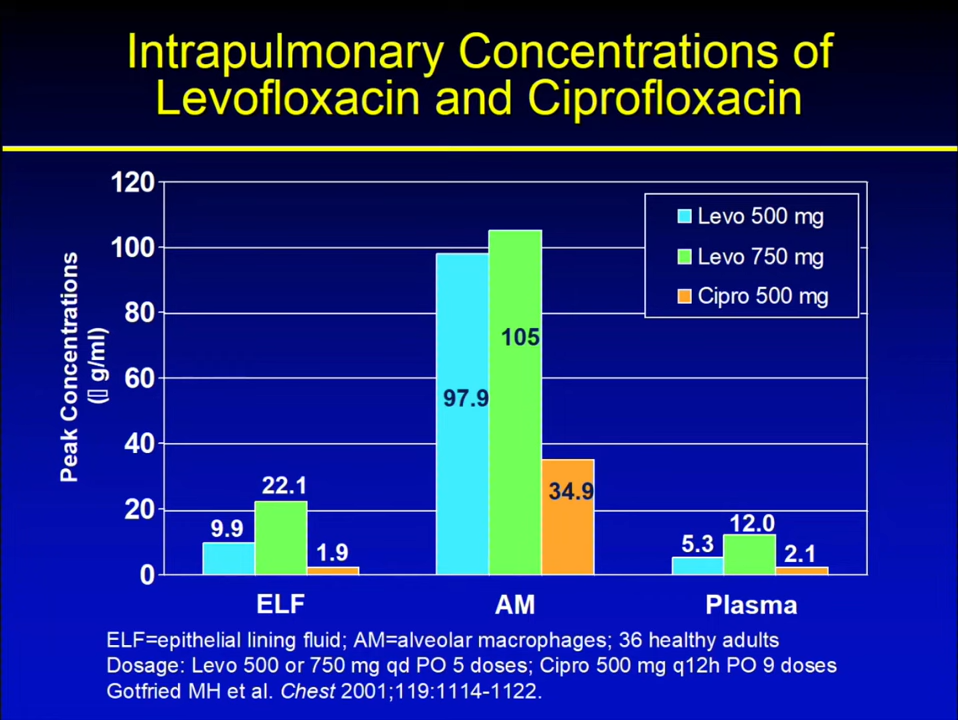 Intrapulmonary Concentrations of
Levofloxacin and Ciprofloxacin
Peak Concentrations
(▯ g/ml)
120
100
80
60
40
20
0
Levo 500 mg
Levo 750 mg
Cipro 500 mg
9.9
22.1
1.9
97.9
105
34.9
5.3
12.0
2.1
ELF
AM
Plasma
ELF=epithelial lining fluid; AM=alveolar macrophages; 36 healthy adults
Dosage: Levo 500 or 750 mg qd PO 5 doses; Cipro 500 mg q12h PO 9 doses
Gotfried MH et al. Chest 2001;119:1114-1122.